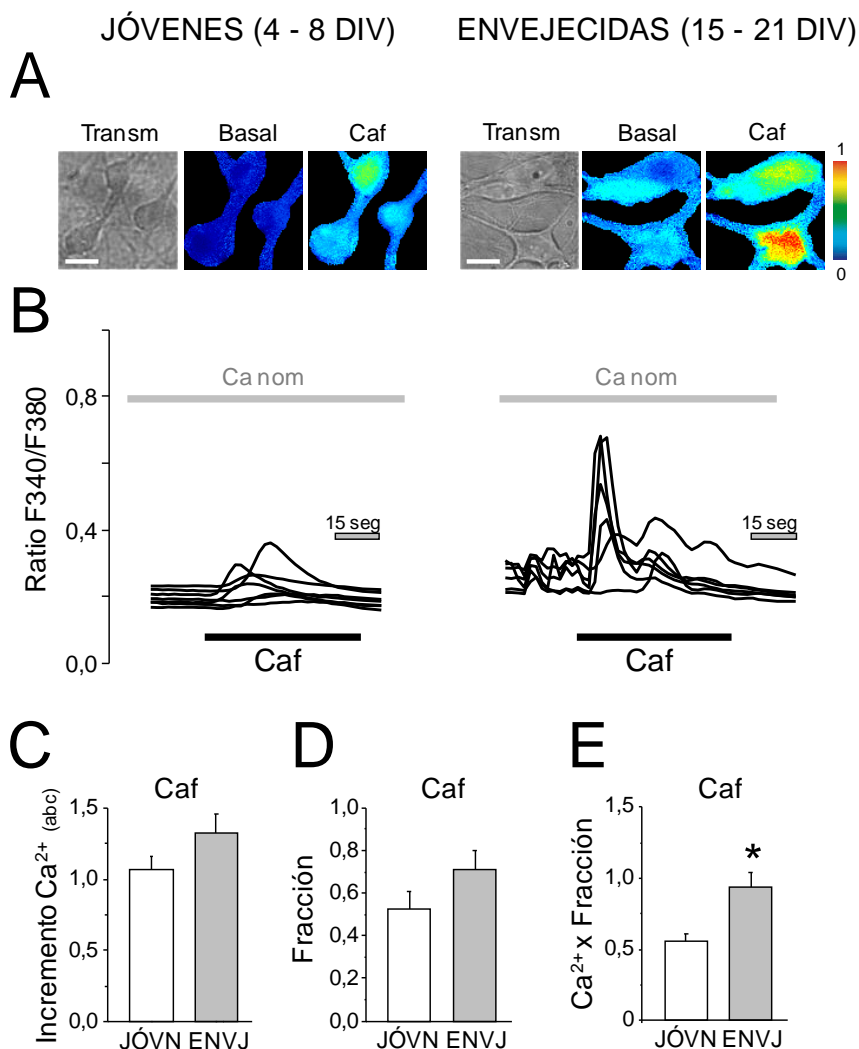 JÓVENES (4 - 8 DIV) ENVEJECIDAS (15 - 21 DIV)
A
Transm Basal Caf Transm Basal Caf
1
0
B
Ratio F340/F380
0,8
0,4
0,0
Ca nom Ca nom
15 seg 15 seg
Caf Caf
C D E
Caf Caf Caf
Incremento Ca²⁺ (abc)
1,5
1,0
0,5
0,0
JÓVN ENVJ
Fracción
1,0
0,8
0,6
0,4
0,2
0,0
JÓVN ENVJ
Ca²⁺ x Fracción
1,5
1,0
0,5
0
*
JÓVN ENVJ